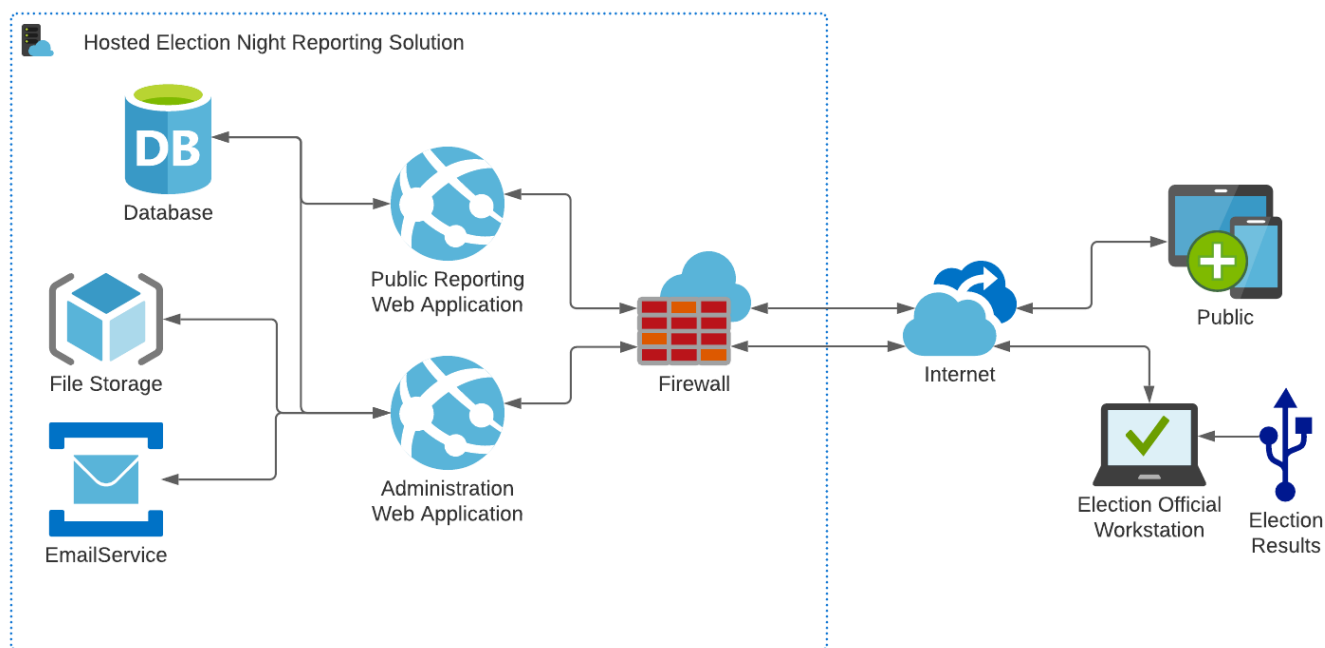 Hosted Election Night Reporting Solution
DB
Database
Public Reporting
Web Application
File Storage
Firewall
Public
Internet
Administration
Web Application
EmailService
Election Official
Workstation
Election
Results